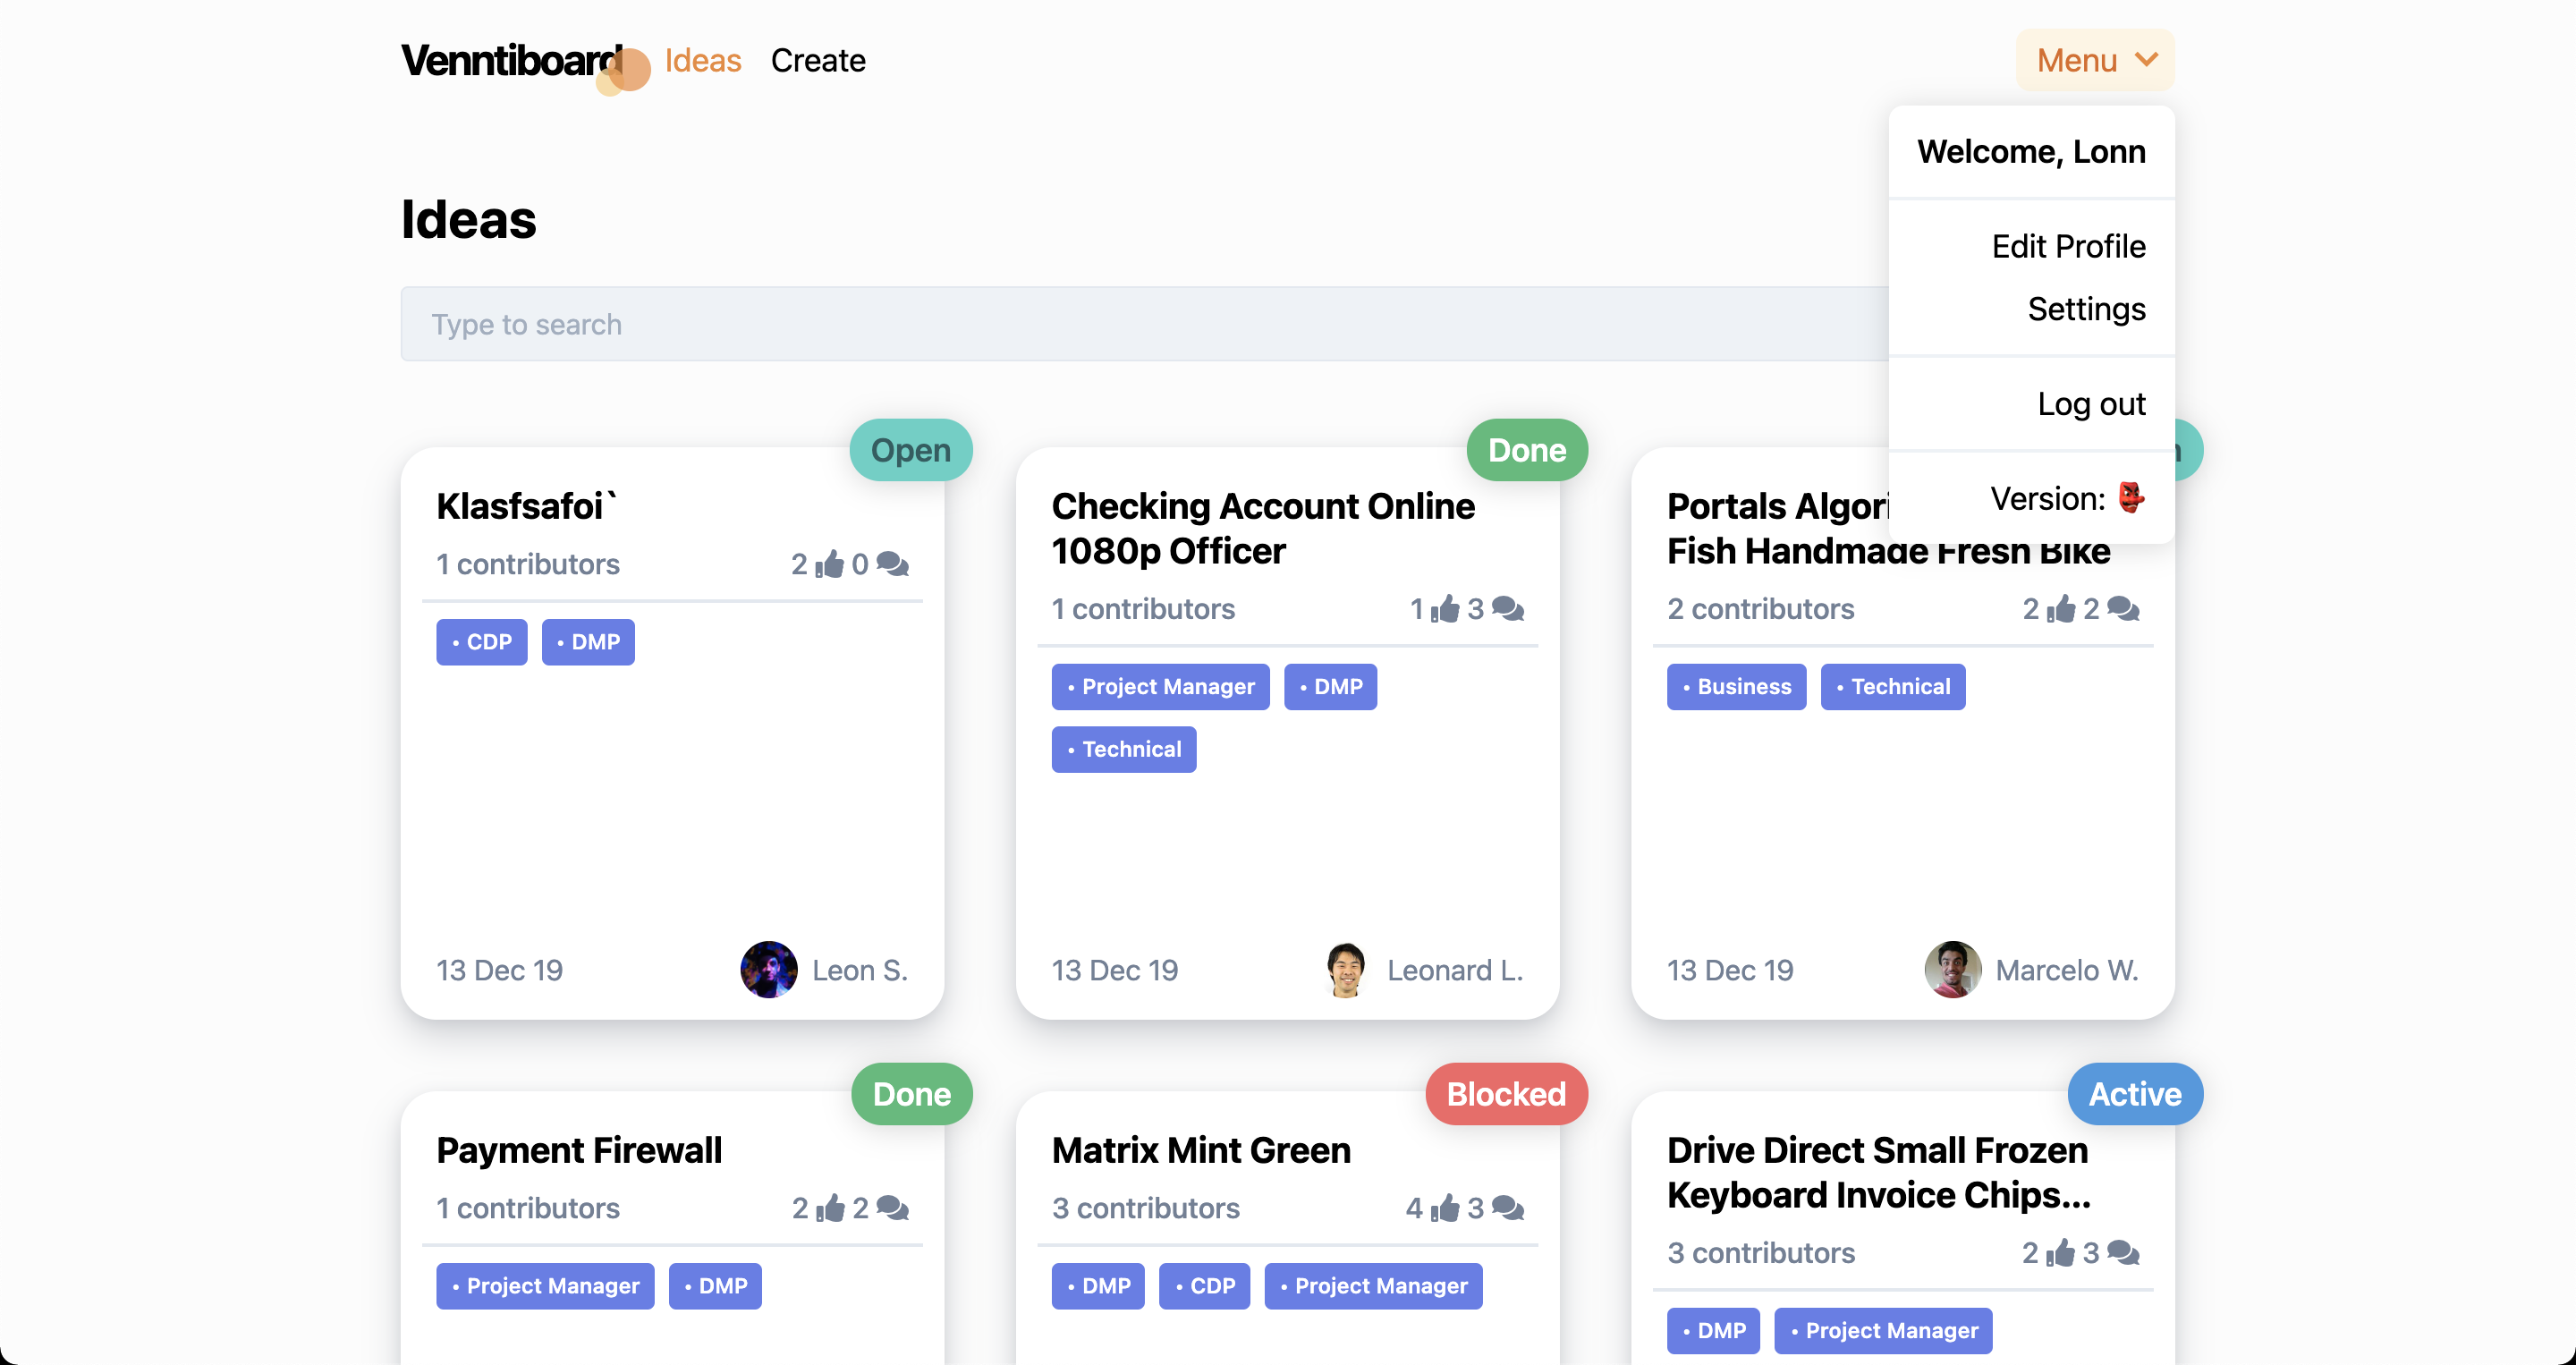 Venntiboard
Ideas
Create
Menu
Welcome, Lonn
Edit Profile
Settings
Log out
Version: 👺
Ideas
Type to search
Open
Klasfsafoi`
1 contributors
2 0
• CDP • DMP
13 Dec 19
Leon S.
Done
Checking Account Online
1080p Officer
1 contributors
1 3
• Project Manager • DMP
• Technical
13 Dec 19
Leonard L.
Portals
Fish Handmade Fresh Bike
2 contributors
2 2
• Business • Technical
13 Dec 19
Marcelo W.
Done
Payment Firewall
1 contributors
2 2
• Project Manager • DMP
Blocked
Matrix Mint Green
3 contributors
4 3
• DMP • CDP • Project Manager
Active
Drive Direct Small Frozen
Keyboard Invoice Chips...
3 contributors
2 3
• DMP • Project Manager